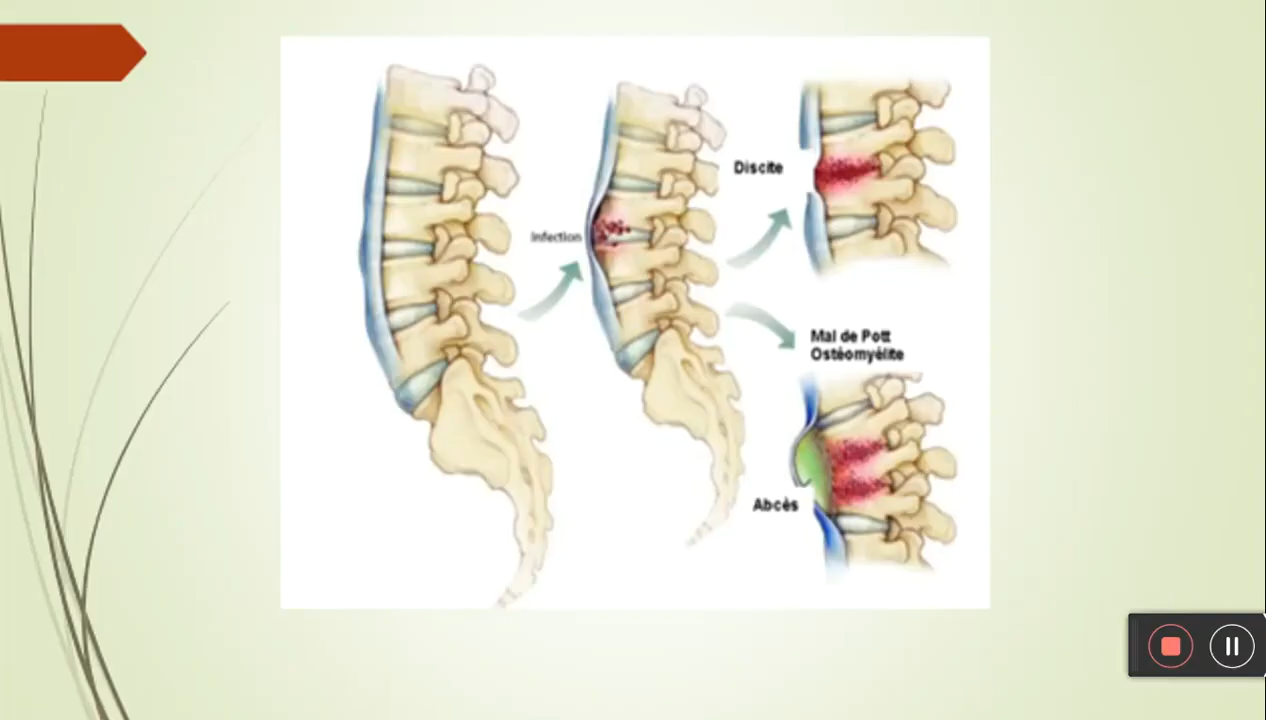 Discite
Infection
Mal de Pott
Ostéomyélite
Abcès